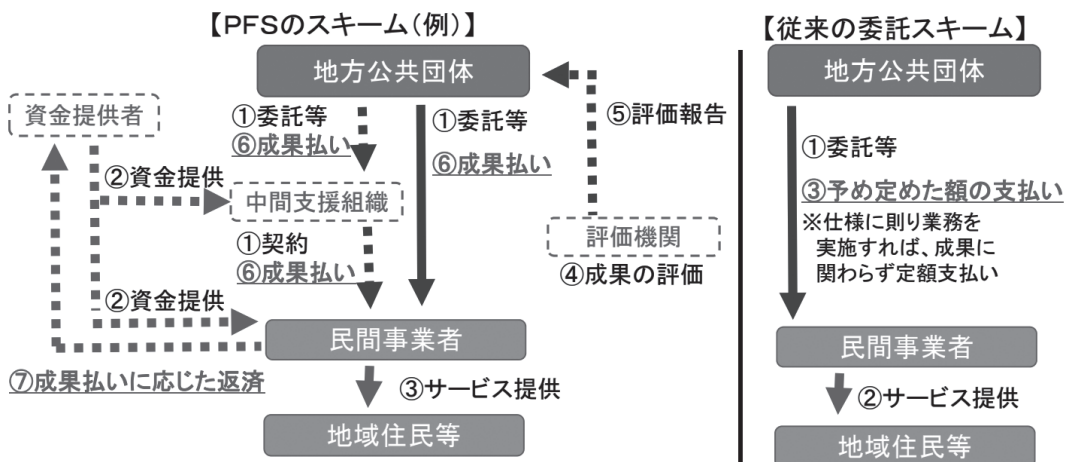 【PFSのスキーム(例)】
地方公共団体
資金提供者
①委託等
⑥成果払い
①委託等
⑥成果払い
⑤評価報告
②資金提供
中間支援組織
評価機関
④成果の評価
①契約
⑥成果払い
②資金提供
民間事業者
⑦成果払いに応じた返済
③サービス提供
地域住民等
【従来の委託スキーム】
地方公共団体
①委託等
③予め定めた額の支払い
※仕様に則り業務を
実施すれば、成果に
関わらず定額支払い
民間事業者
②サービス提供
地域住民等